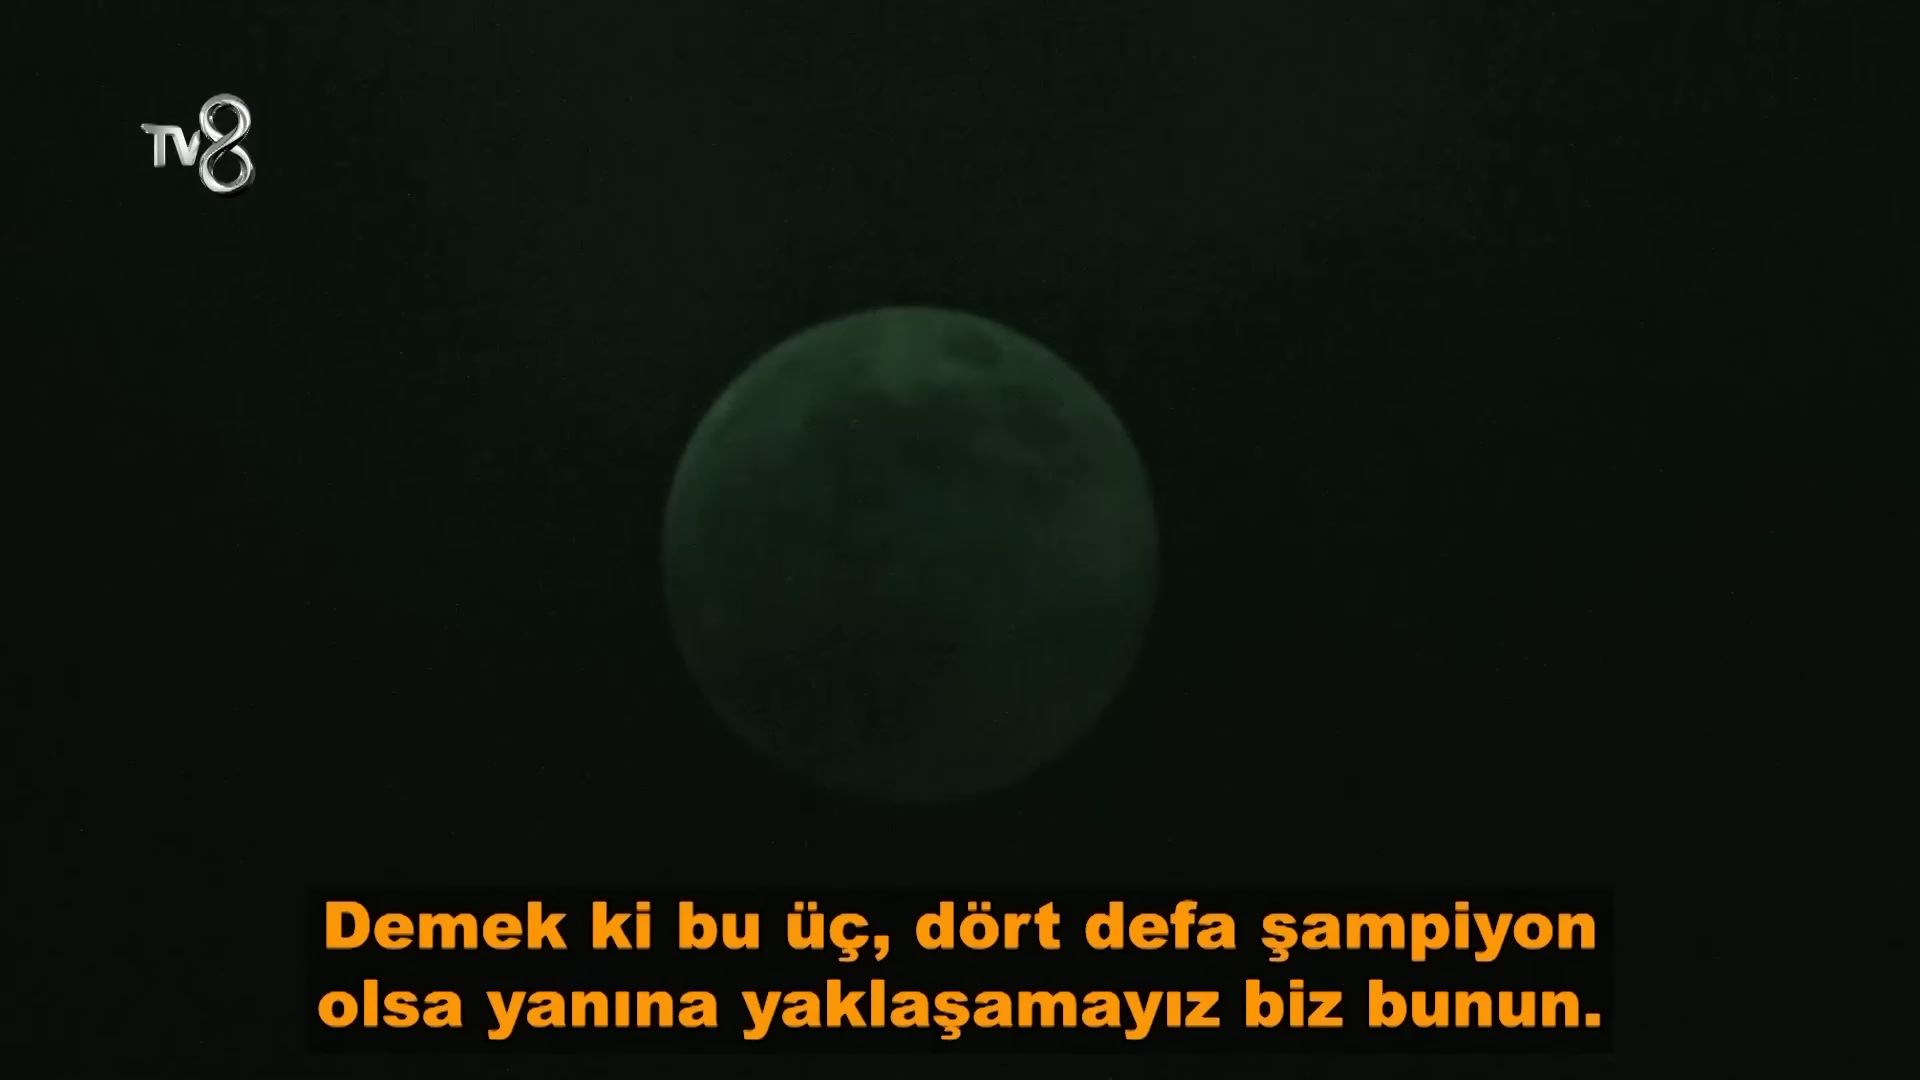 TV8
Demek ki bu üç, dört defa şampiyon
olsa yanına yaklaşamayız biz bunun.